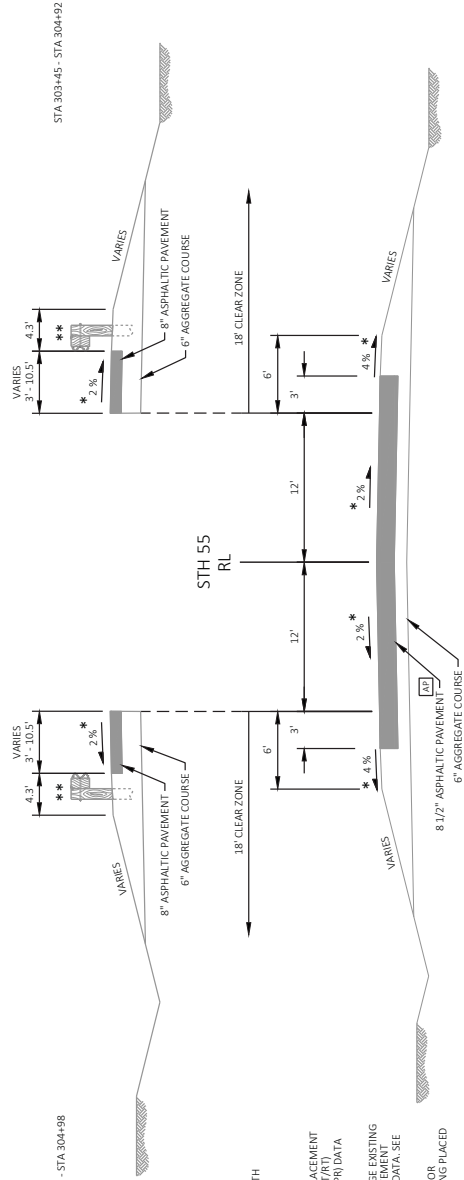 - STA 304+98
STA 303+45 - STA 304+92
VARIES
3' - 10.5'
4.3'
**
*
2 %
VARIES
8" ASPHALTIC PAVEMENT
6" AGGREGATE COURSE
18' CLEAR ZONE
VARIES
3' - 10.5'
4.3'
**
*
2 %
VARIES
8" ASPHALTIC PAVEMENT
6" AGGREGATE COURSE
18' CLEAR ZONE
STH 55
RL
6'
3'
12'
12'
6'
3'
* 4 %
2 % *
* 2 %
4 % *
VARIES
VARIES
AP
8 1/2" ASPHALTIC PAVEMENT
6" AGGREGATE COURSE
TH
ACEMENT
T/RT)
PR) DATA
GE EXISTING
EMENT
DATA. SEE
OR
NG PLACED